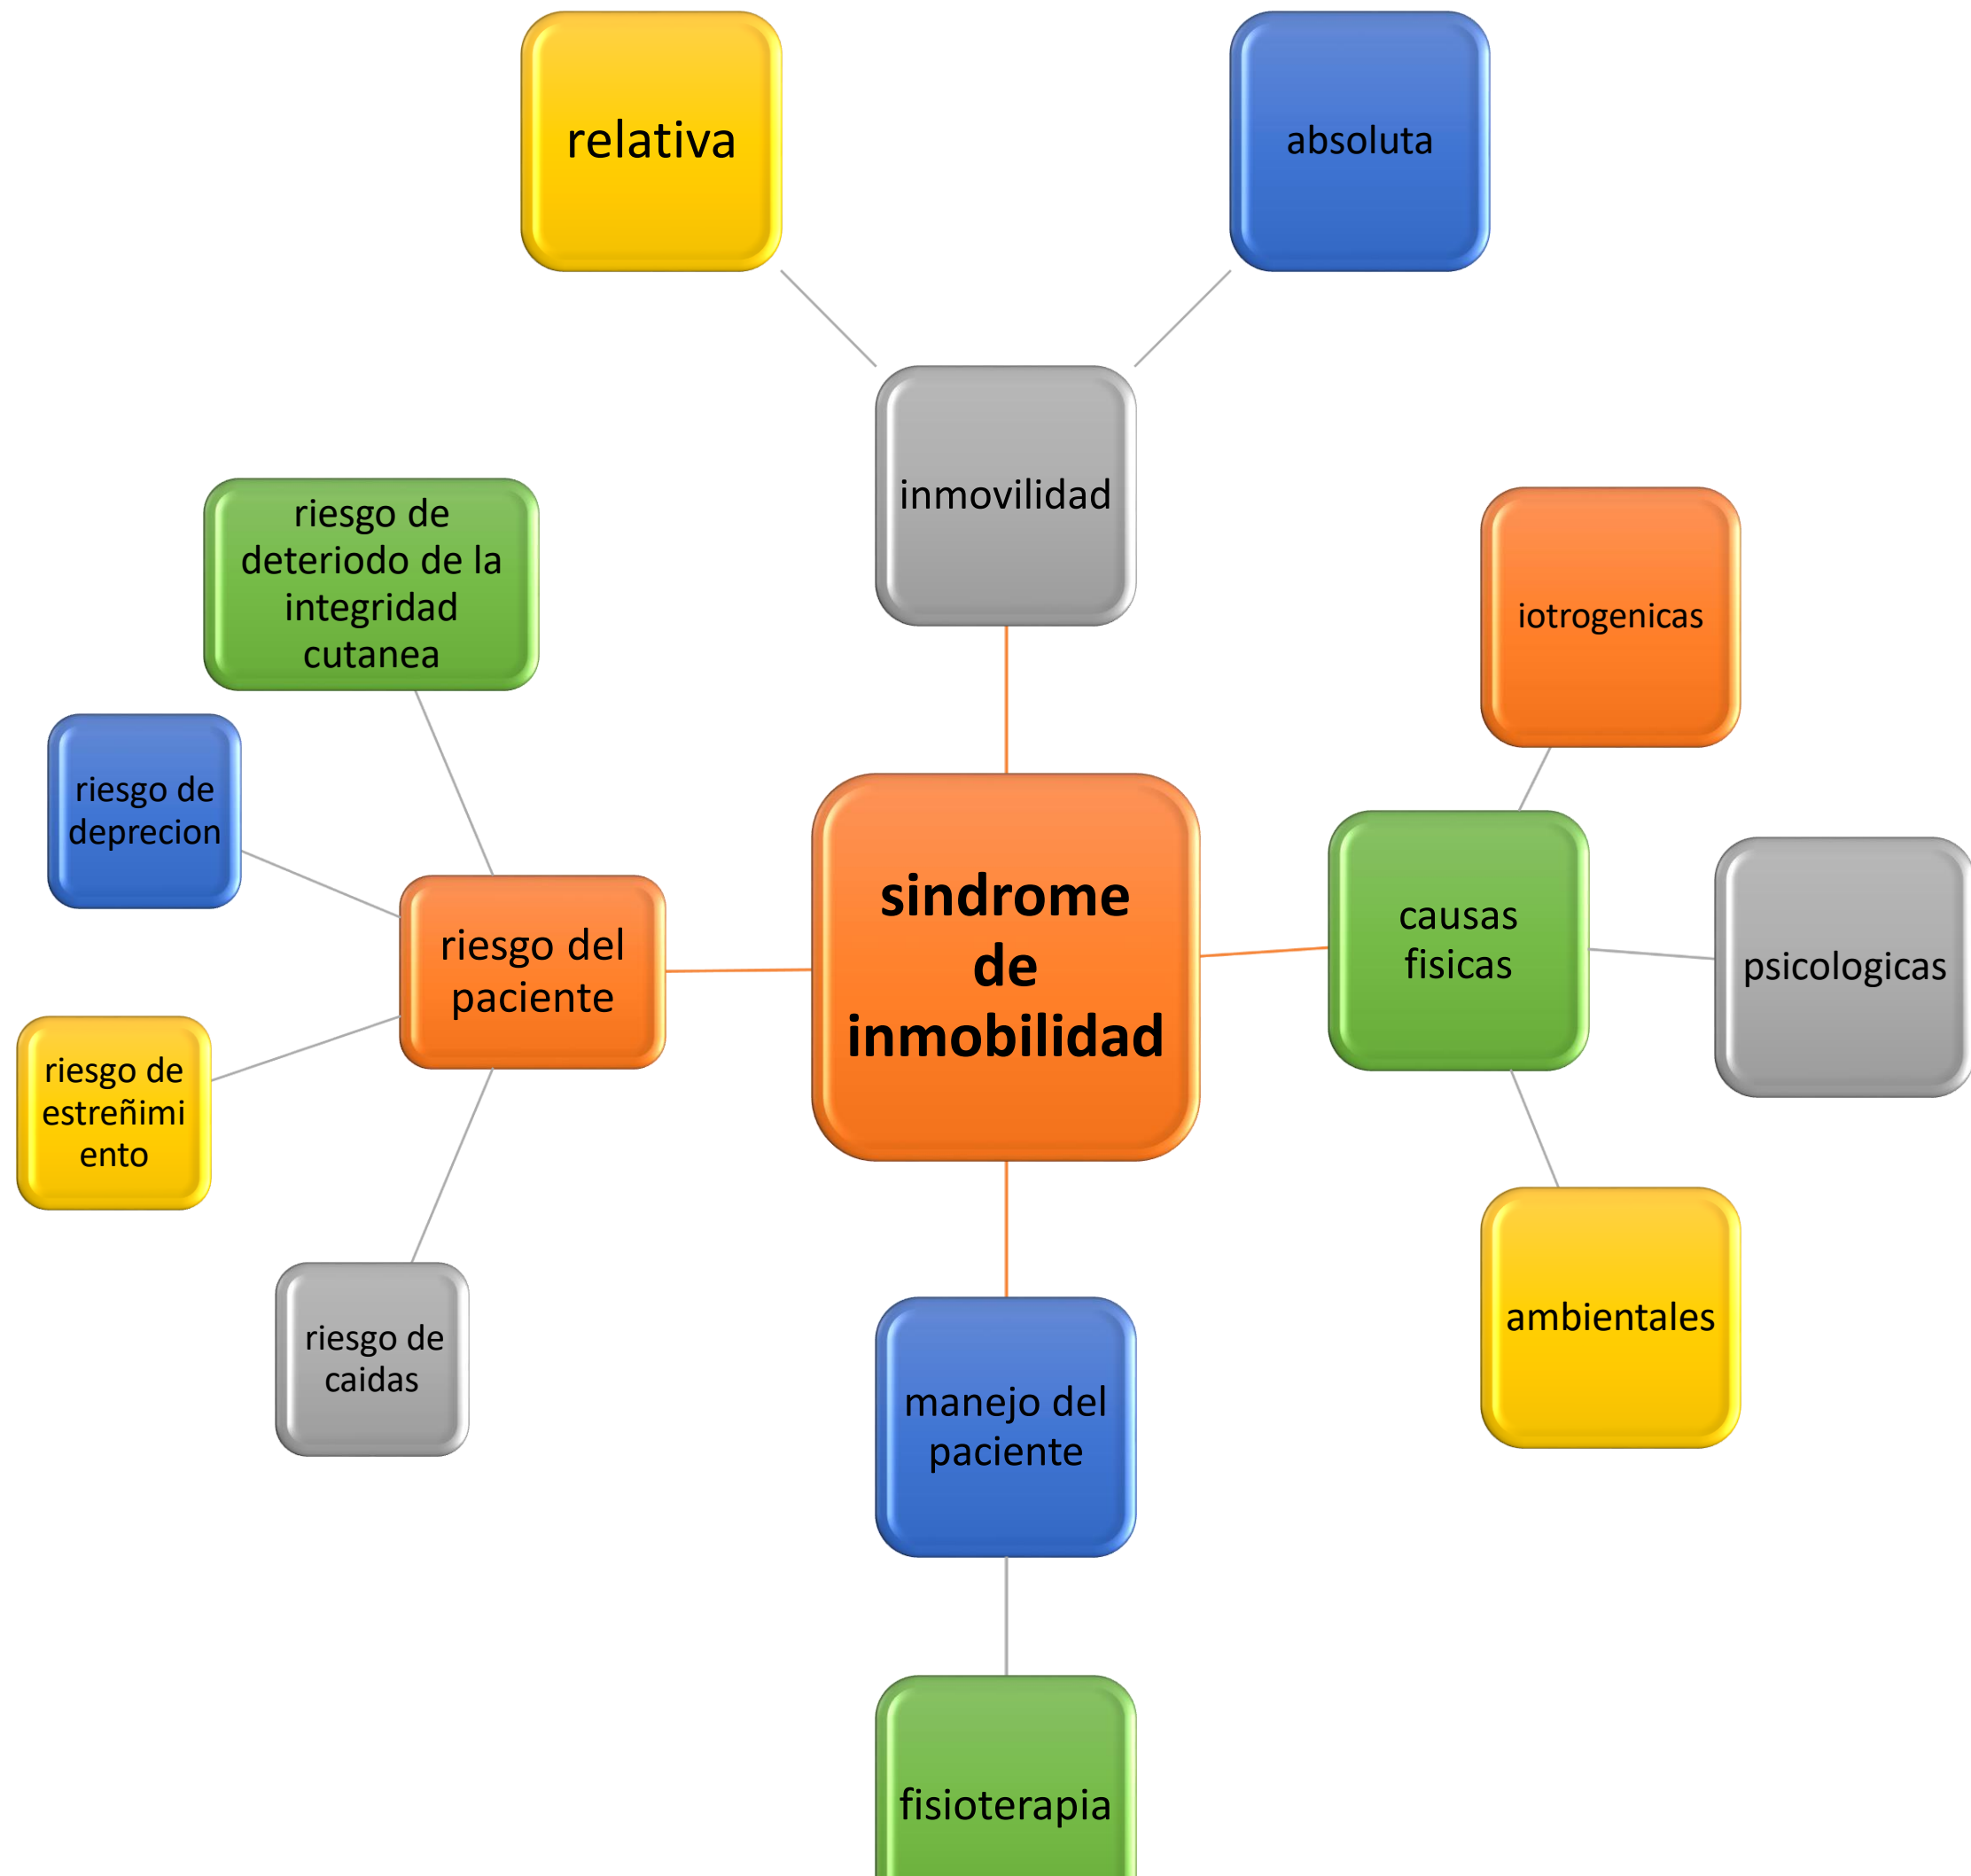 relativa
absoluta
inmovilidad
riesgo de
deteriodo de la
integridad
cutanea
iotrogenicas
riesgo de
deprecion
sindrome
de
inmobilidad
causas
fisicas
riesgo del
paciente
psicologicas
riesgo de
estreñimi
ento
ambientales
riesgo de
caidas
manejo del
paciente
fisioterapia